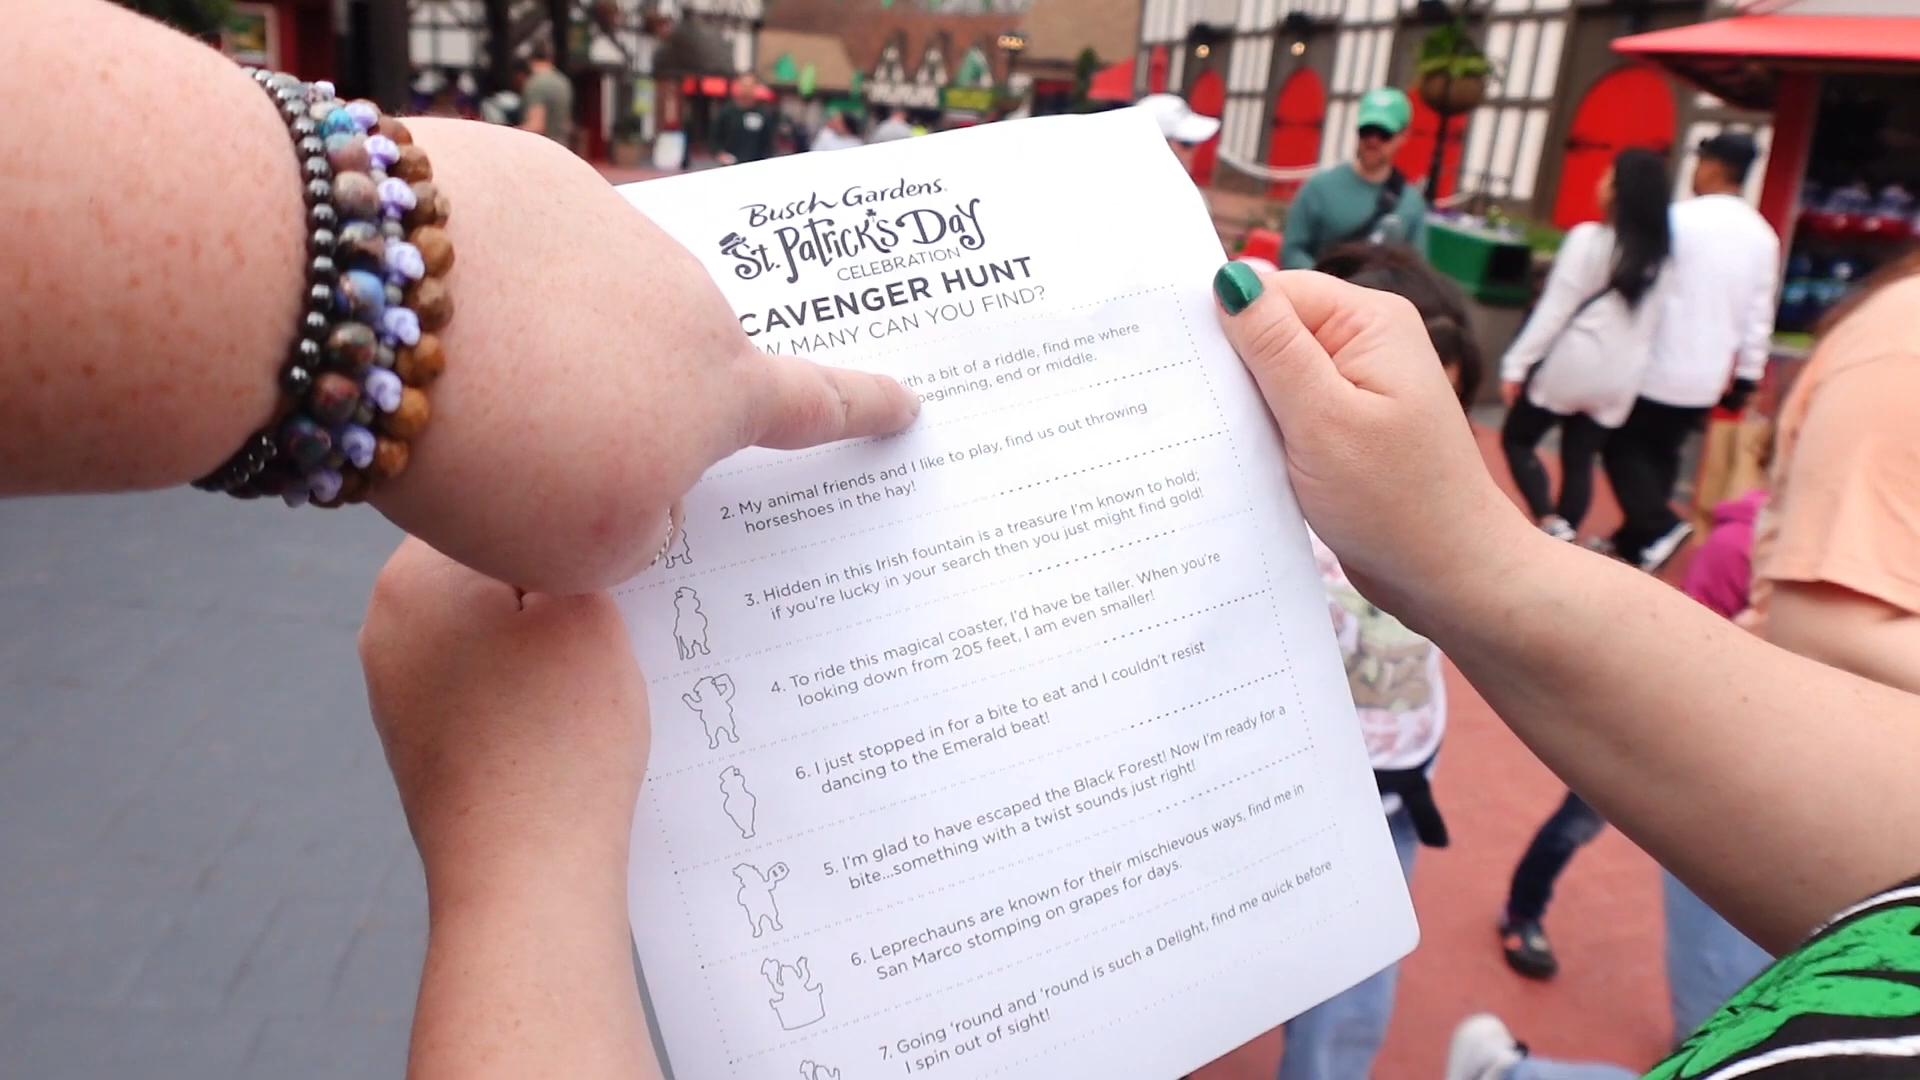 Busch Gardens.
St. Patrick's Day
CELEBRATION
CAVENGER HUNT
MANY CAN YOU FIND?
with a bit of a riddle, find me where
beginning, end or middle.
2. My animal friends and I like to play, find us out throwing
horseshoes in the hay!
3. Hidden in this Irish fountain is a treasure I'm known to hold;
if you're lucky in your search then you just might find gold!
4. To ride this magical coaster, I'd have be taller. When you're
looking down from 205 feet, I am even smaller!
6. I just stopped in for a bite to eat and I couldn't resist
dancing to the Emerald beat!
5. I'm glad to have escaped the Black Forest! Now I'm ready for a
bite...something with a twist sounds just right!
6. Leprechauns are known for their mischievous ways, find me in
San Marco stomping on grapes for days.
7. Going 'round and 'round is such a Delight, find me quick before
I spin out of sight!